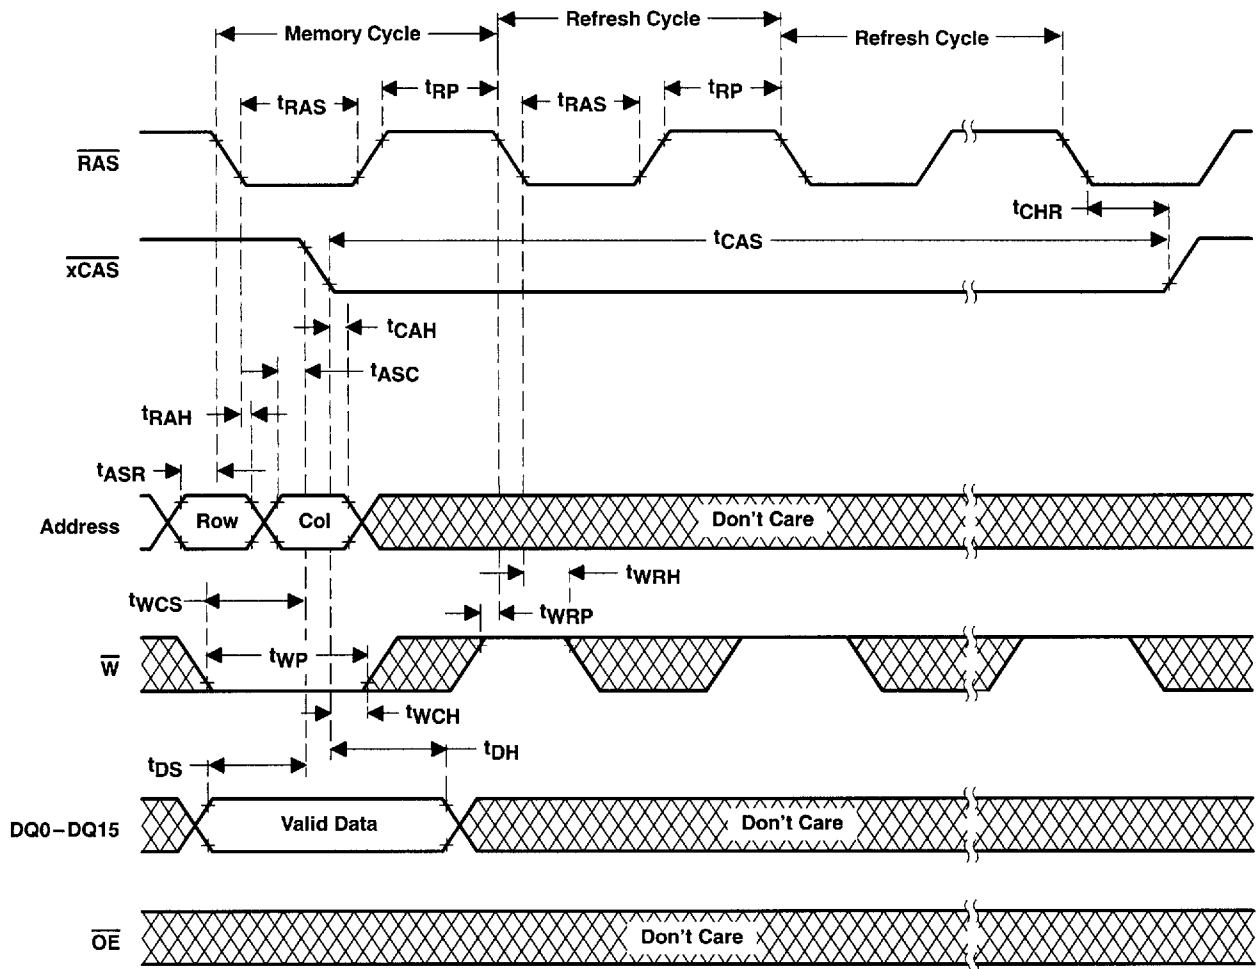 Memory Cycle
Refresh Cycle
Refresh Cycle
tRAS
tRP
tRAS
tRP
RAS
tCHR
tCAS
xCAS
tCAH
tASC
tRAH
tASR
Address
Row
Col
Don't Care
tWRH
tWCS
tWRP
W
tWP
tWCH
tDH
tDS
DQ0–DQ15
Valid Data
Don't Care
OE
Don't Care